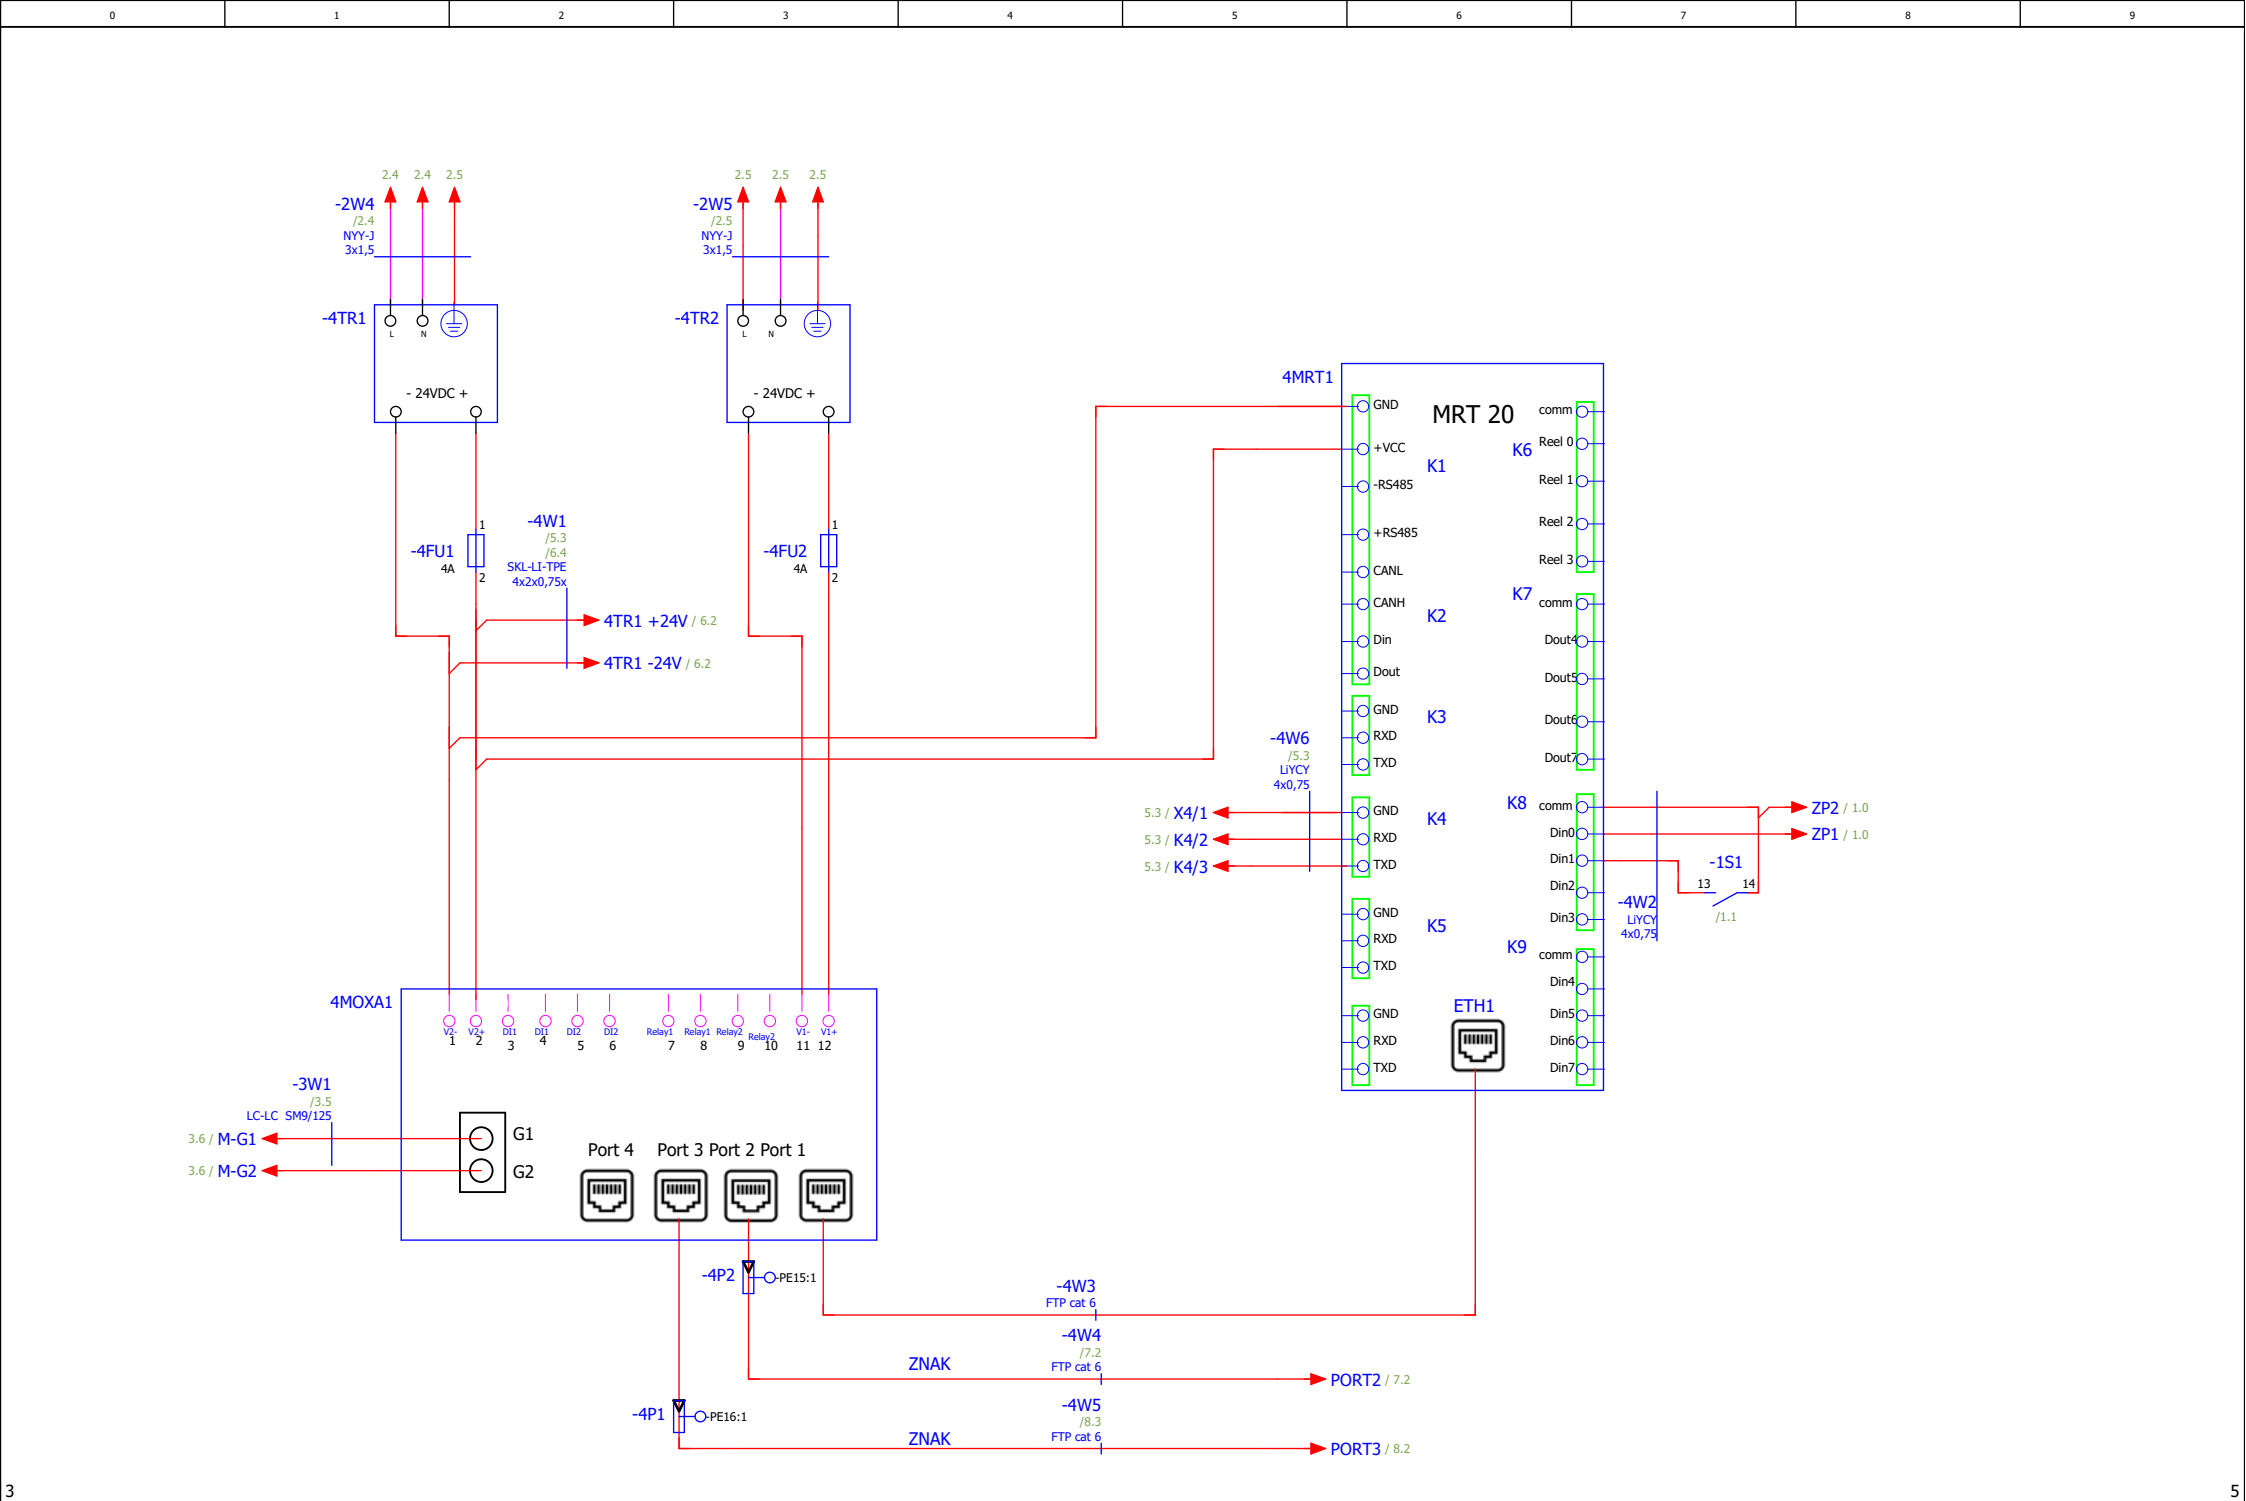 0 1 2 3 4 5 6 7 8 9
2.4 2.4 2.5
-2W4
/2.4
NYY-J
3x1,5
2.5 2.5 2.5
-2W5
/2.5
NYY-J
3x1,5
-4TR1
L N
- 24VDC +
-4TR2
L N
- 24VDC +
-4FU1
4A
1
2
-4W1
/5.3
/6.4
SKL-LI-TPE
4x2x0,75x
-4FU2
4A
1
2
4TR1 +24V / 6.2
4TR1 -24V / 6.2
4MRT1
MRT 20
GND
+VCC
-RS485
+RS485
CANL
CANH
Din
Dout
K1
K2
GND
RXD
TXD
K3
-4W6
/5.3
LiYCY
4x0,75
5.3 / X4/1
5.3 / K4/2
5.3 / K4/3
GND
RXD
TXD
K4
GND
RXD
TXD
K5
GND
RXD
TXD
comm
Reel 0
Reel 1
Reel 2
Reel 3
K6
K7
comm
Dout4
Dout5
Dout6
Dout7
K8
comm
Din0
Din1
Din2
Din3
K9
comm
Din4
Din5
Din6
Din7
ETH1
ZP2 / 1.0
ZP1 / 1.0
-1S1
13 14
/1.1
-4W2
LiYCY
4x0,75
4MOXA1
V2- V2+ DI1 DI1 DI2 DI2 Relay1 Relay1 Relay2 Relay2 V1- V1+
1 2 3 4 5 6 7 8 9 10 11 12
-3W1
/3.5
LC-LC SM9/125
3.6 / M-G1
3.6 / M-G2
G1
G2
Port 4 Port 3 Port 2 Port 1
-4P2
-PE15:1
-4W3
FTP cat 6
-4W4
/7.2
FTP cat 6
ZNAK
PORT2 / 7.2
-4P1
-PE16:1
-4W5
/8.3
FTP cat 6
ZNAK
PORT3 / 8.2
3
5